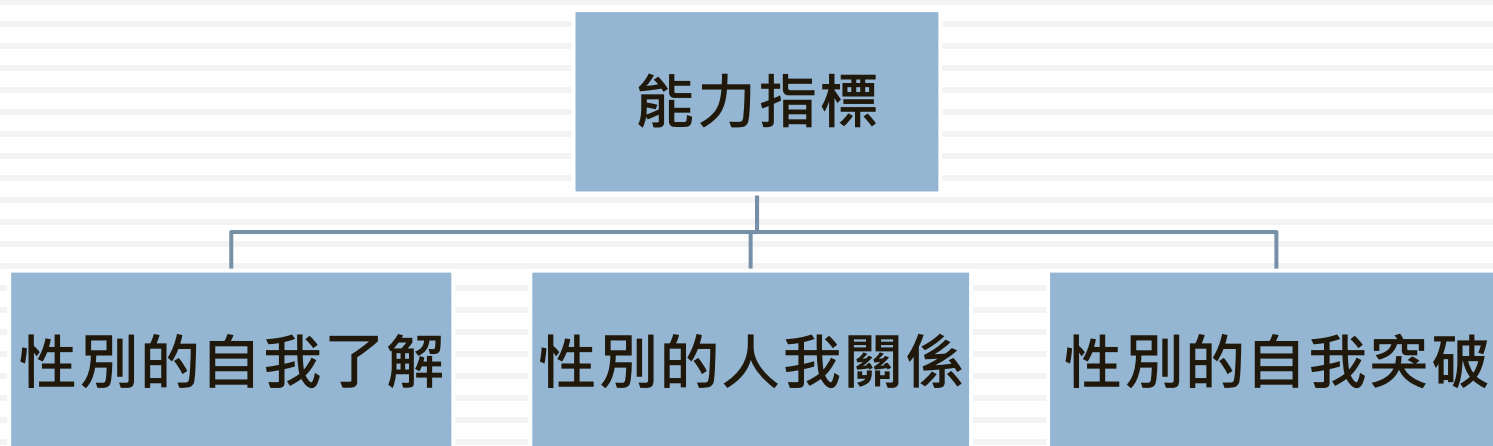 能力指標
性別的自我了解
性別的人我關係
性別的自我突破